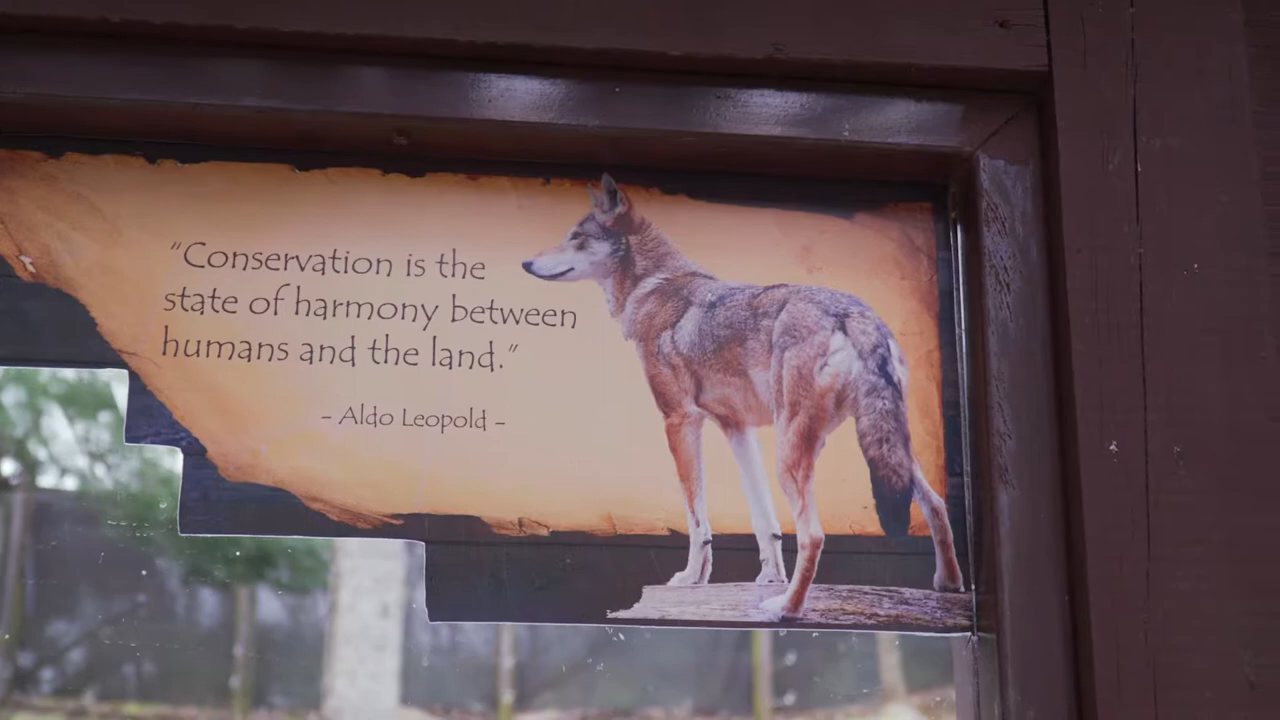 “Conservation is the
state of harmony between
humans and the land.”
- Aldo Leopold -